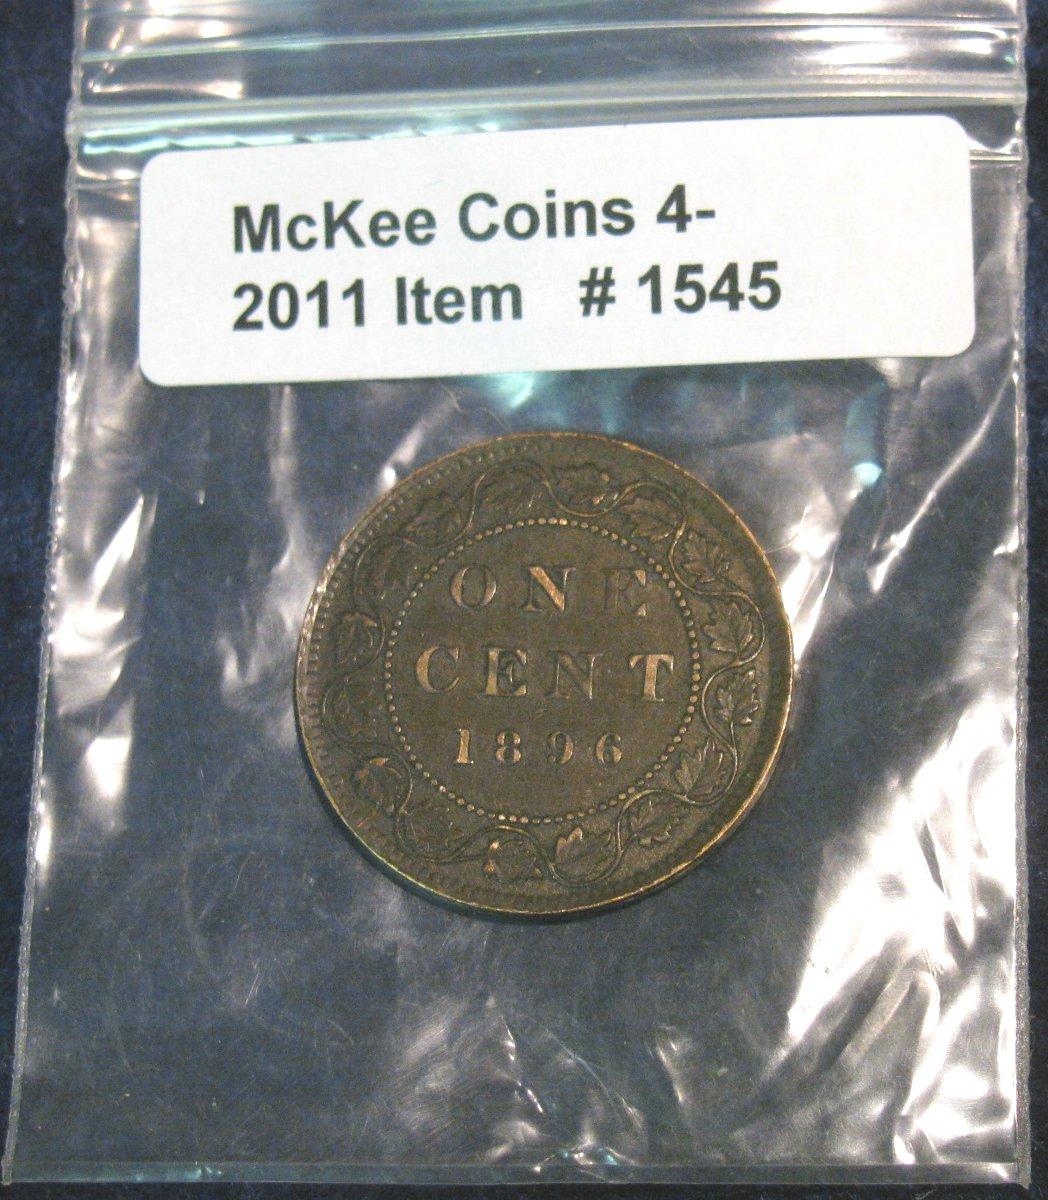 McKee Coins 4-
2011 Item # 1545
ONE
CENT
1896